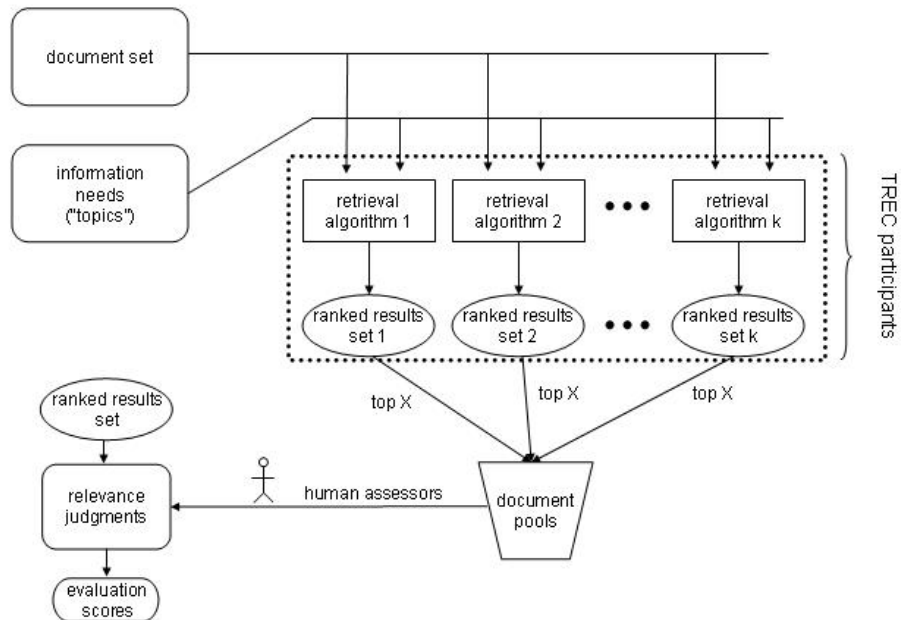 document set
information
needs
("topics")
retrieval
algorithm 1
retrieval
algorithm 2
retrieval
algorithm k
TREC participants
ranked results
set 1
ranked results
set 2
ranked results
set k
top X
top X
top X
ranked results
set
relevance
judgments
human assessors
document
pools
evaluation
scores